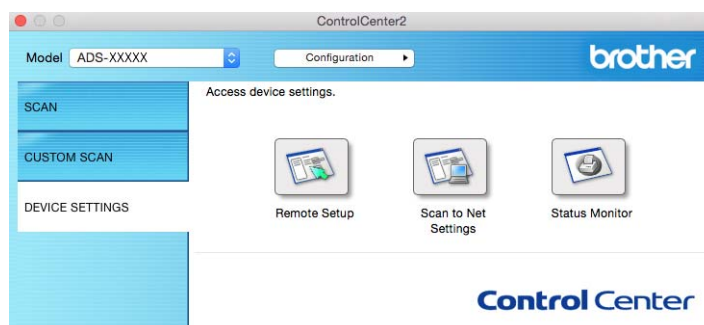 ControlCenter2
Model ADS-XXXXX Configuration brother
SCAN
CUSTOM SCAN
DEVICE SETTINGS
Access device settings.
Remote Setup
Scan to Net
Settings
Status Monitor
Control Center